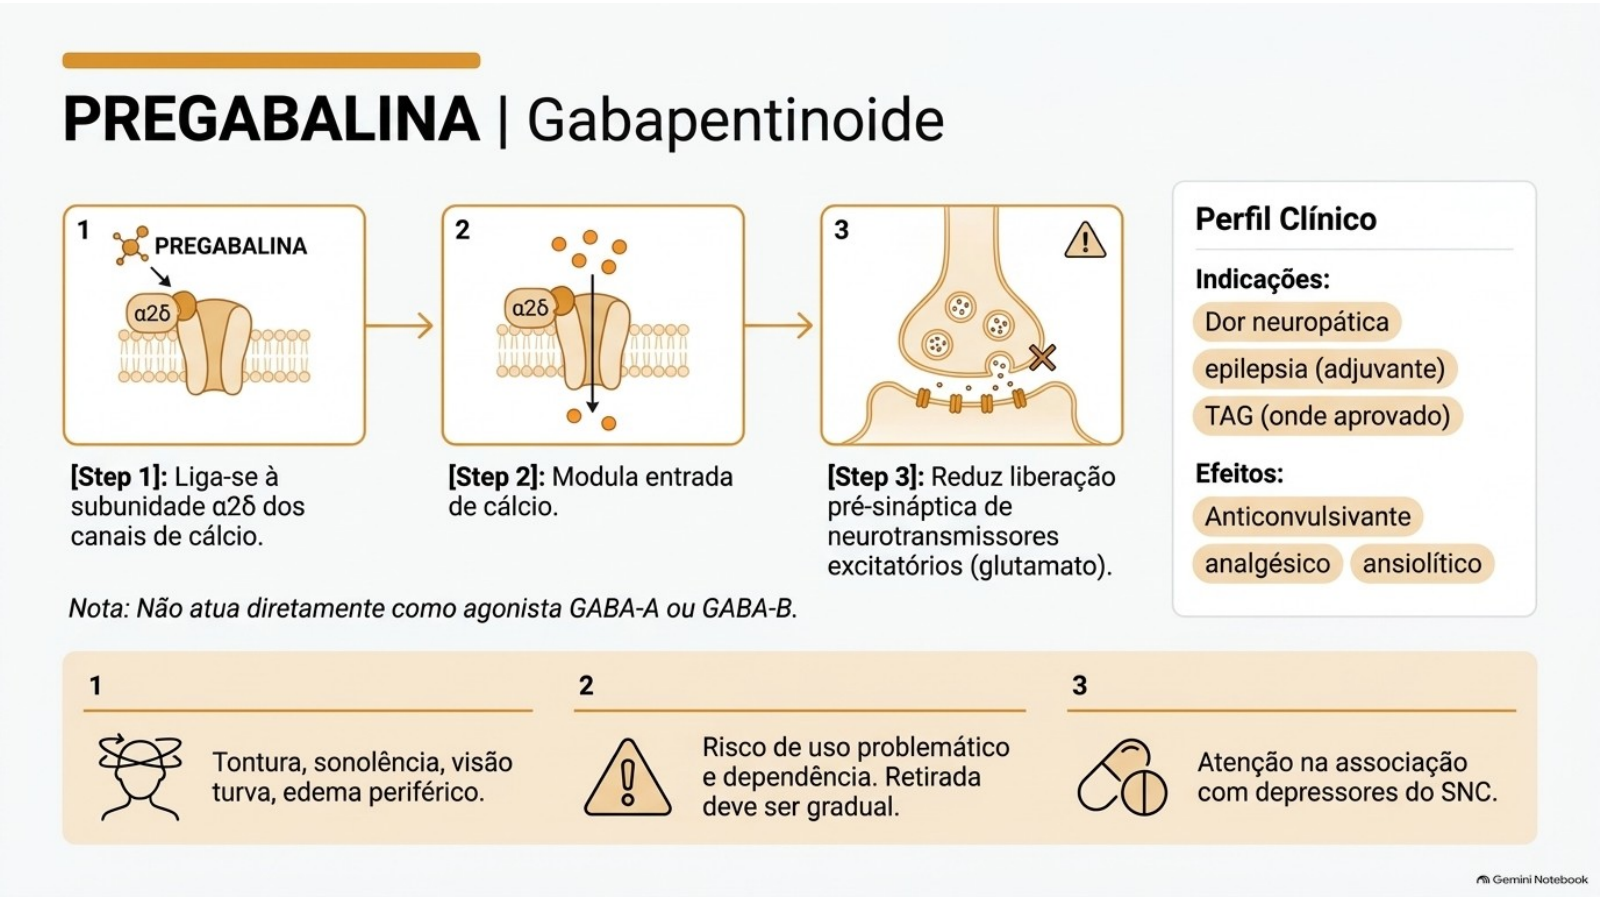 PREGABALINA | Gabapentinoide
1
PREGABALINA
α2δ
[Step 1]: Liga-se à
subunidade α2δ dos
canais de cálcio.
2
α2δ
[Step 2]: Modula entrada
de cálcio.
3
[Step 3]: Reduz liberação
pré-sináptica de
neurotransmissores
excitatórios (glutamato).
Nota: Não atua diretamente como agonista GABA-A ou GABA-B.
Perfil Clínico
Indicações:
Dor neuropática
epilepsia (adjuvante)
TAG (onde aprovado)
Efeitos:
Anticonvulsivante
analgésico ansiolítico
1
Tontura, sonolência, visão
turva, edema periférico.
2
Risco de uso problemático
e dependência. Retirada
deve ser gradual.
3
Atenção na associação
com depressores do SNC.
Gemini Notebook